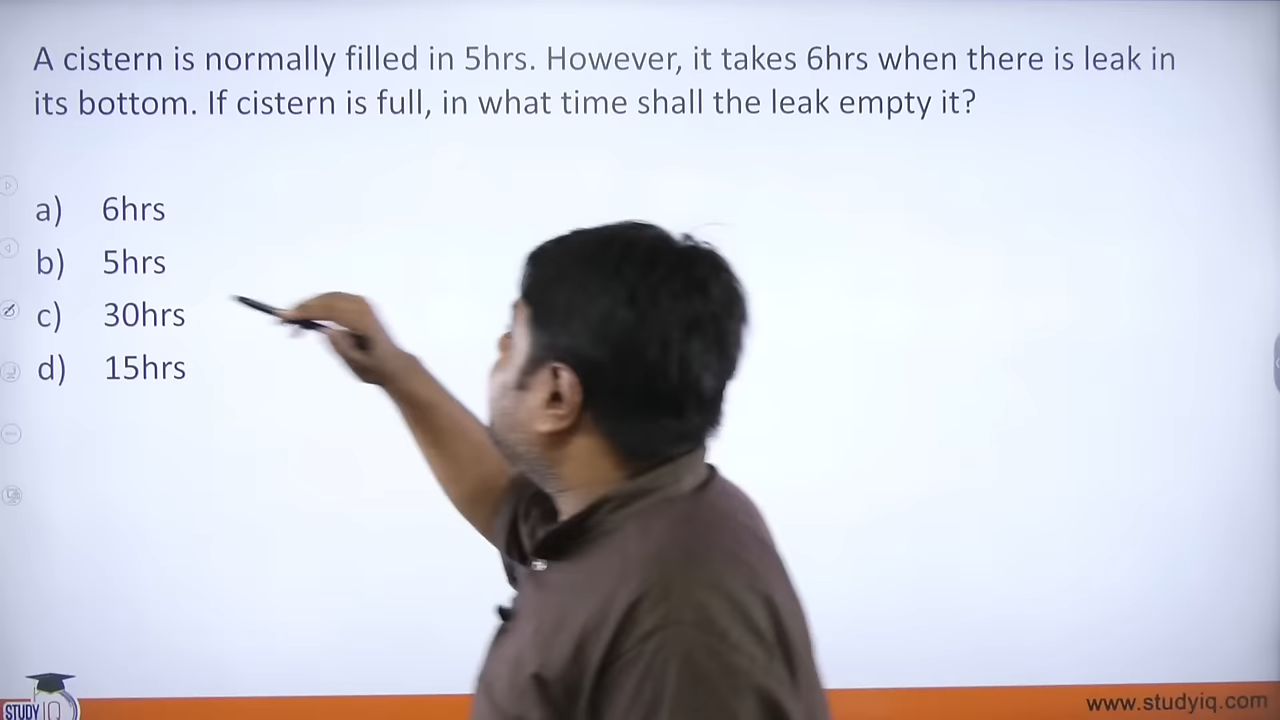 A cistern is normally filled in 5hrs. However, it takes 6hrs when there is leak in
its bottom. If cistern is full, in what time shall the leak empty it?
a) 6hrs
b) 5hrs
c) 30hrs
d) 15hrs
STUDY IQ
www.studyiq.com